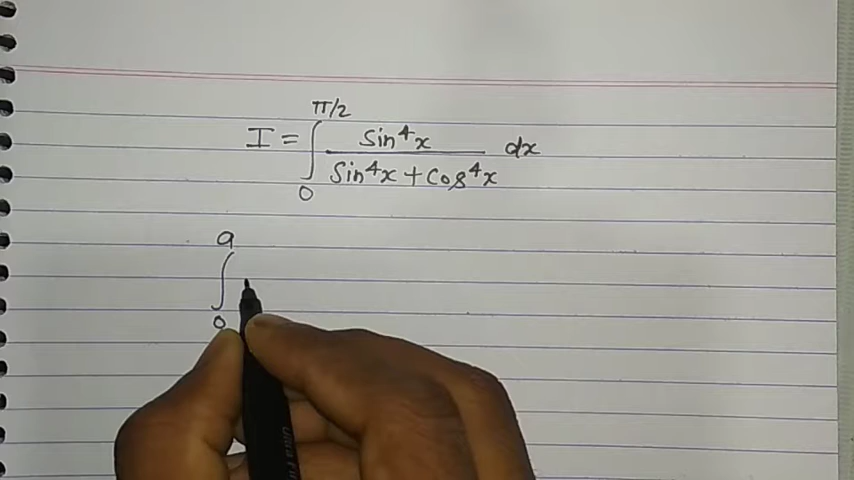 I = ∫₀^(π/2) Sin⁴x / (Sin⁴x + Cos⁴x) dx
∫₀^a